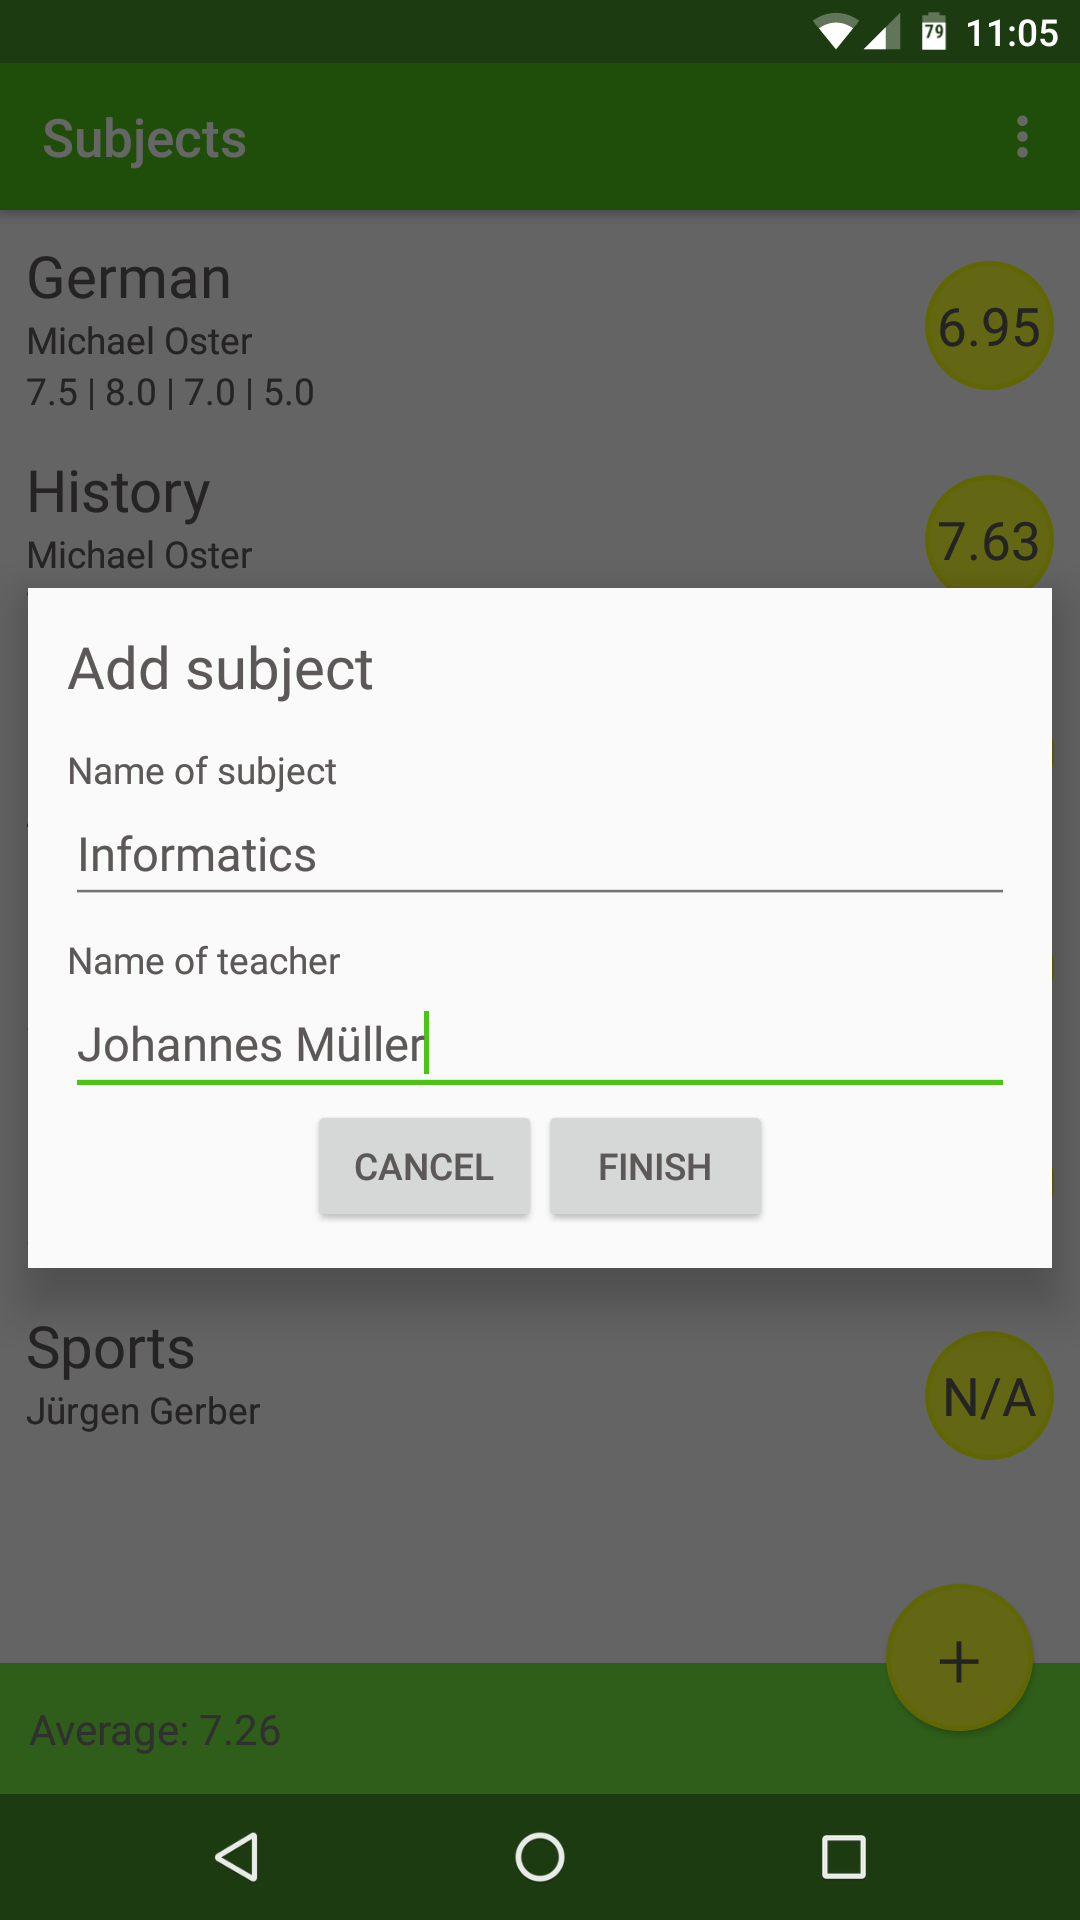 79 11:05
Subjects
German
Michael Oster
7.5 | 8.0 | 7.0 | 5.0
6.95
History
Michael Oster
7.63
Add subject
Name of subject
Informatics
Name of teacher
Johannes Müller
CANCEL FINISH
Sports
Jürgen Gerber
N/A
+
Average: 7.26